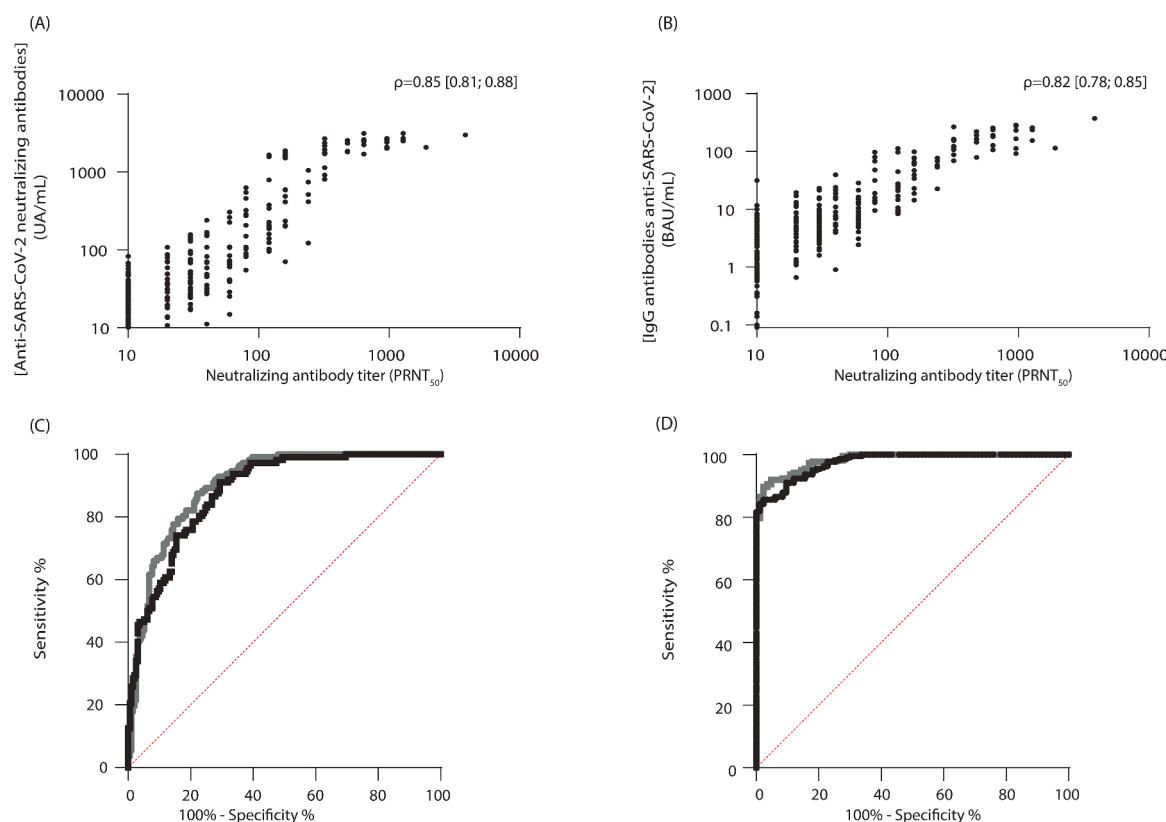 (A)
[Anti-SARS-CoV-2 neutralizing antibodies]
(UA/mL)
ρ=0.85 [0.81; 0.88]
10000
1000
100
10
10 100 1000 10000
Neutralizing antibody titer (PRNT50)
(B)
[IgG antibodies anti-SARS-CoV-2]
(BAU/mL)
ρ=0.82 [0.78; 0.85]
1000
100
10
1
0.1
10 100 1000 10000
Neutralizing antibody titer (PRNT50)
(C)
Sensitivity %
100
80
60
40
20
0
0 20 40 60 80 100
100% - Specificity %
(D)
Sensitivity %
100
80
60
40
20
0
0 20 40 60 80 100
100% - Specificity %